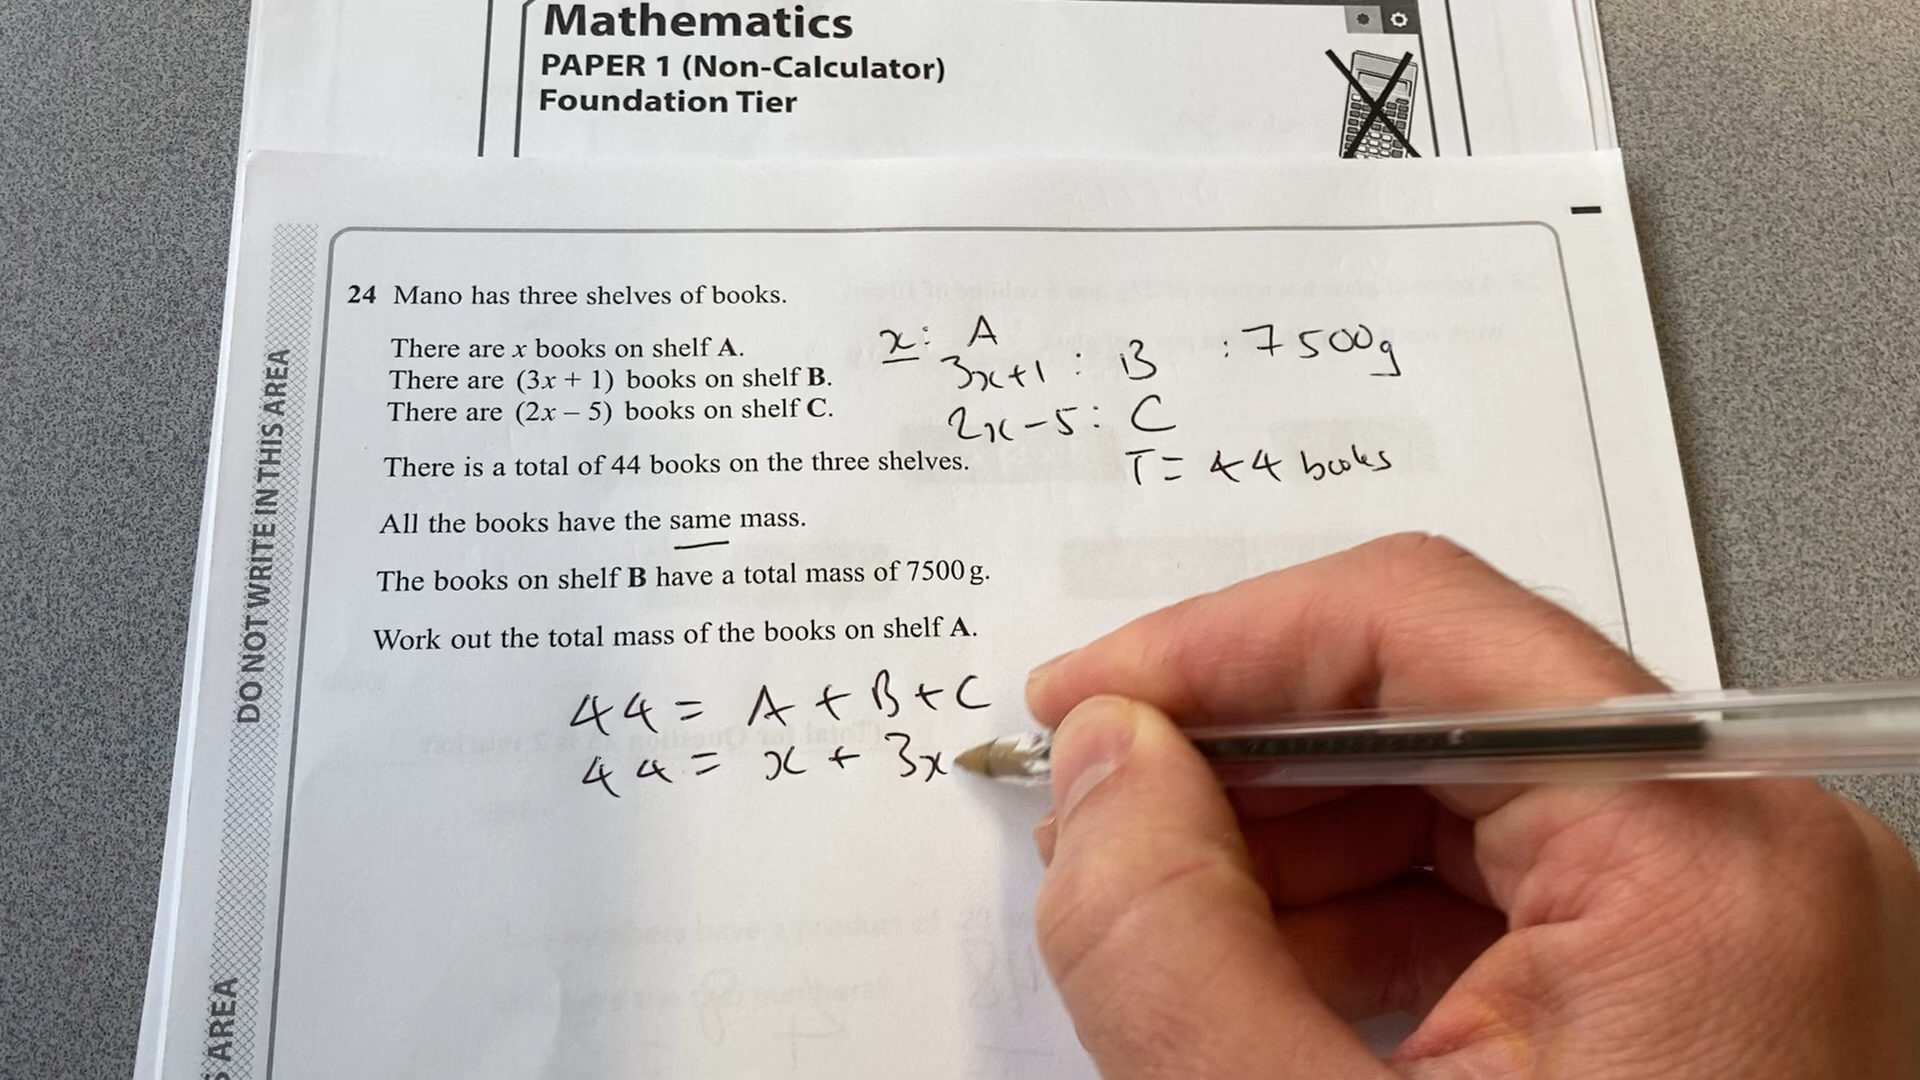 Mathematics
PAPER 1 (Non-Calculator)
Foundation Tier
DO NOT WRITE IN THIS AREA
24 Mano has three shelves of books.
There are x books on shelf A.
There are (3x + 1) books on shelf B.
There are (2x – 5) books on shelf C.
There is a total of 44 books on the three shelves.
All the books have the same mass.
The books on shelf B have a total mass of 7500 g.
Work out the total mass of the books on shelf A.
x: A
3x+1 : B : 7500g
2x-5: C
T= 44 books
44 = A + B + C
44 = x + 3x
AREA